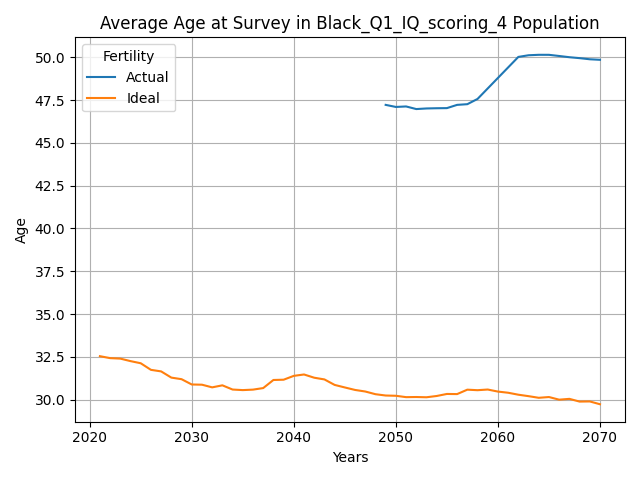 Average Age at Survey in Black_Q1_IQ_scoring_4 Population
Fertility
Actual
Ideal
50.0
47.5
45.0
42.5
40.0
37.5
35.0
32.5
30.0
Age
2020
2030
2040
2050
2060
2070
Years